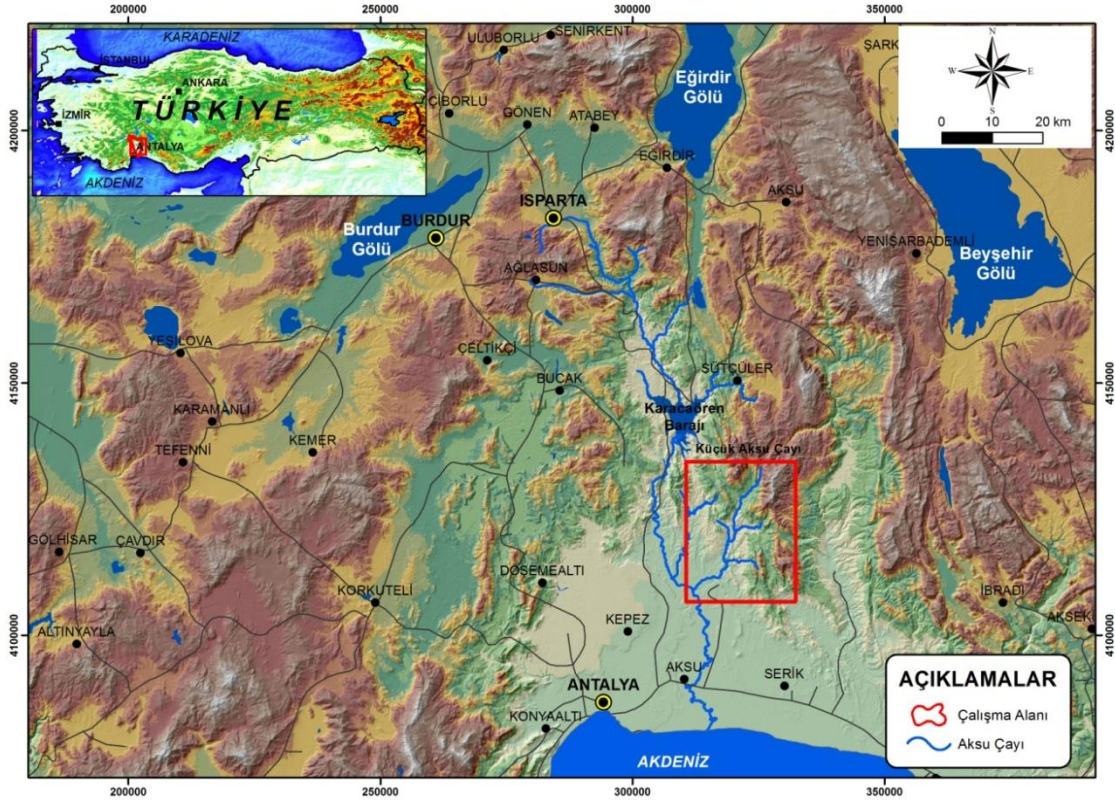 200000
250000
300000
350000
KARADENİZ
İSTANBUL
ANKARA
TÜRKİYE
İZMİR
ANTALYA
AKDENİZ
ULUBORLU
SENİRKENT
ŞARK
N
W
E
S
0
10
20 km
Eğirdir
Gölü
ÇİBORLU
GÖNEN
ATABEY
4200000
4200000
EĞİRDİR
AKSU
ISPARTA
Burdur
Gölü
BURDUR
YENİŞARBADEMLİ
Beyşehir
Gölü
AĞLASUN
YEŞİLOVA
ÇELTİKÇİ
SÜTÇÜLER
BUCAK
4150000
4150000
Karacaören
Barajı
KARAMANLI
KEMER
TEFENNİ
Küçük Aksu Çayı
GÖLHİSAR
ÇAVDIR
DÖŞEMEALTI
KORKUTELİ
İBRADI
AKSEK
ALTINYAYLA
KEPEZ
4100000
4100000
AKSU
SERİK
ANTALYA
KONYAALTI
AKDENİZ
AÇIKLAMALAR
Çalışma Alanı
Aksu Çayı
200000
250000
300000
350000